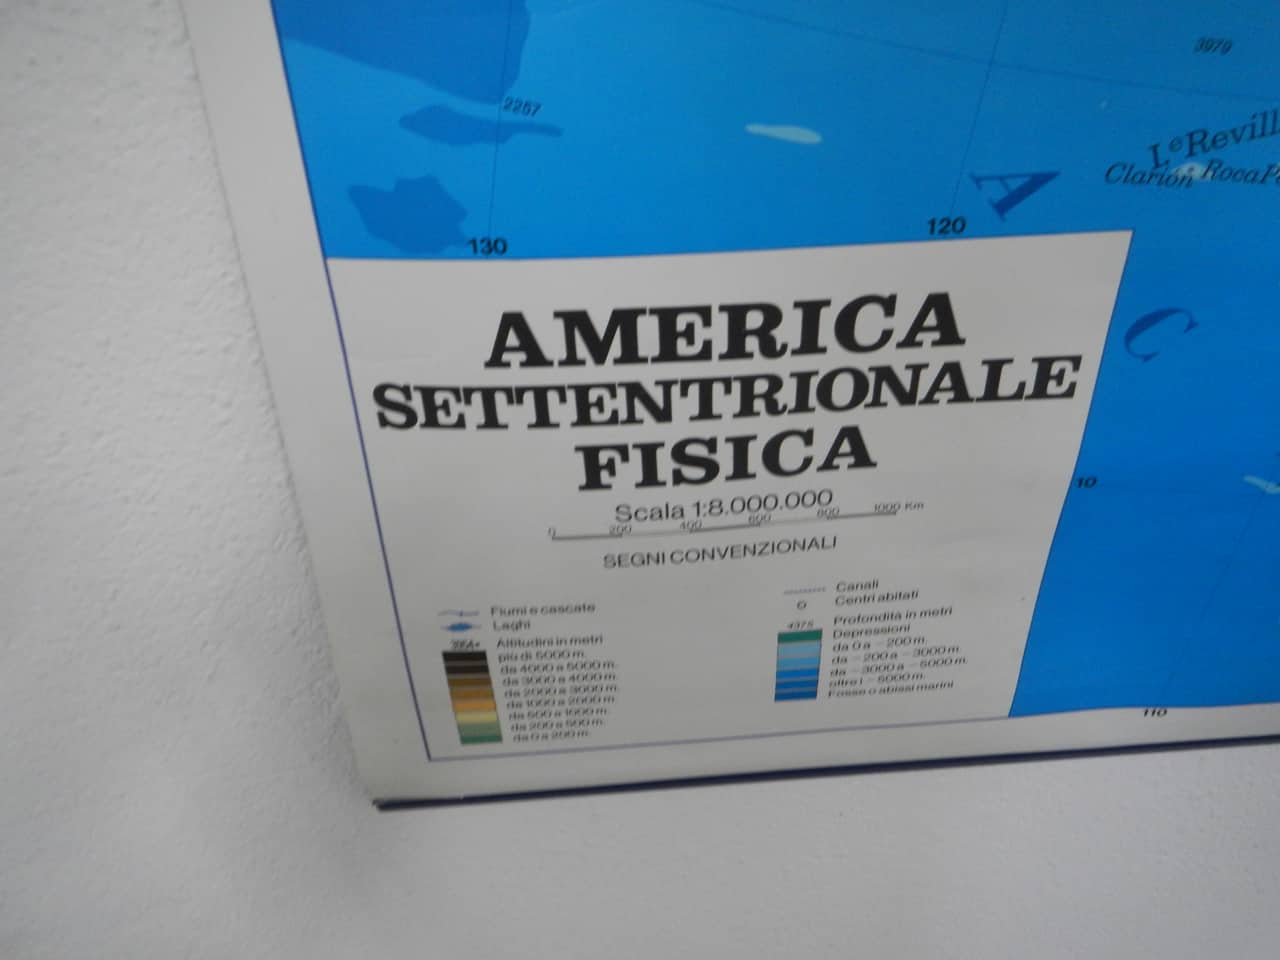 3979
2257
Le Revill
Clarión Roca P
A
130
120
C
AMERICA
SETTENTRIONALE
FISICA
10
Scala 1:8.000.000
0 200 400 600 800 1000 Km
SEGNI CONVENZIONALI
Fiumi e cascate
Laghi
Altitudini in metri
più di 5000 m.
da 4000 a 5000 m.
da 3000 a 4000 m.
da 2000 a 3000 m.
da 1000 a 2000 m.
da 500 a 1000 m.
da 200 a 500 m.
da 0 a 200 m.
Canali
Centri abitati
4375 Profondità in metri
Depressioni
da 0 a -200 m.
da -200 a -3000 m.
da -3000 a -5000 m.
oltre i -5000 m.
Fosse o abissi marini
110